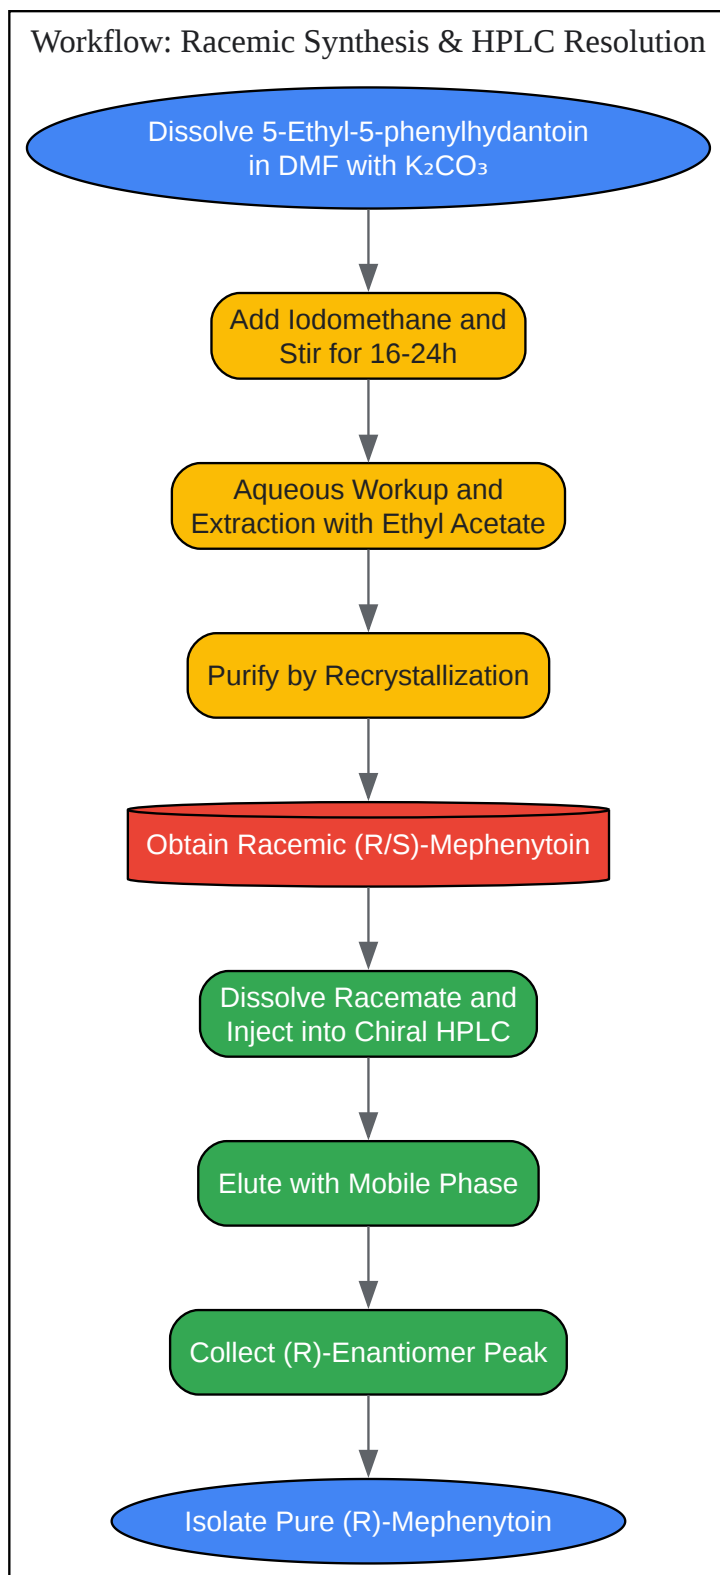 Workflow: Racemic Synthesis & HPLC Resolution
Dissolve 5-Ethyl-5-phenylhydantoin
in DMF with K₂CO₃
Add Iodomethane and
Stir for 16-24h
Aqueous Workup and
Extraction with Ethyl Acetate
Purify by Recrystallization
Obtain Racemic (R/S)-Mephenytoin
Dissolve Racemate and
Inject into Chiral HPLC
Elute with Mobile Phase
Collect (R)-Enantiomer Peak
Isolate Pure (R)-Mephenytoin